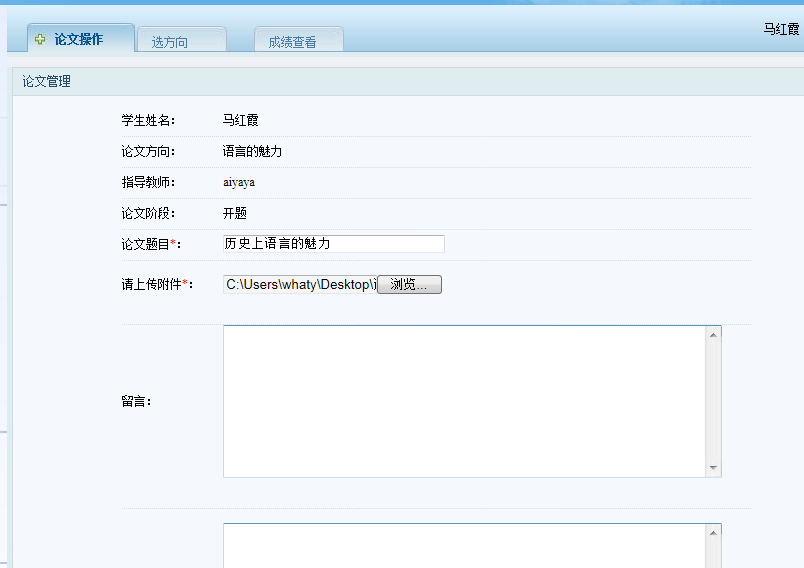 论文操作 选方向 成绩查看 马红霞
论文管理
学生姓名: 马红霞
论文方向: 语言的魅力
指导教师: aiyaya
论文阶段: 开题
论文题目*: 历史上语言的魅力
请上传附件*: C:\Users\whaty\Desktop\ 浏览...
留言: